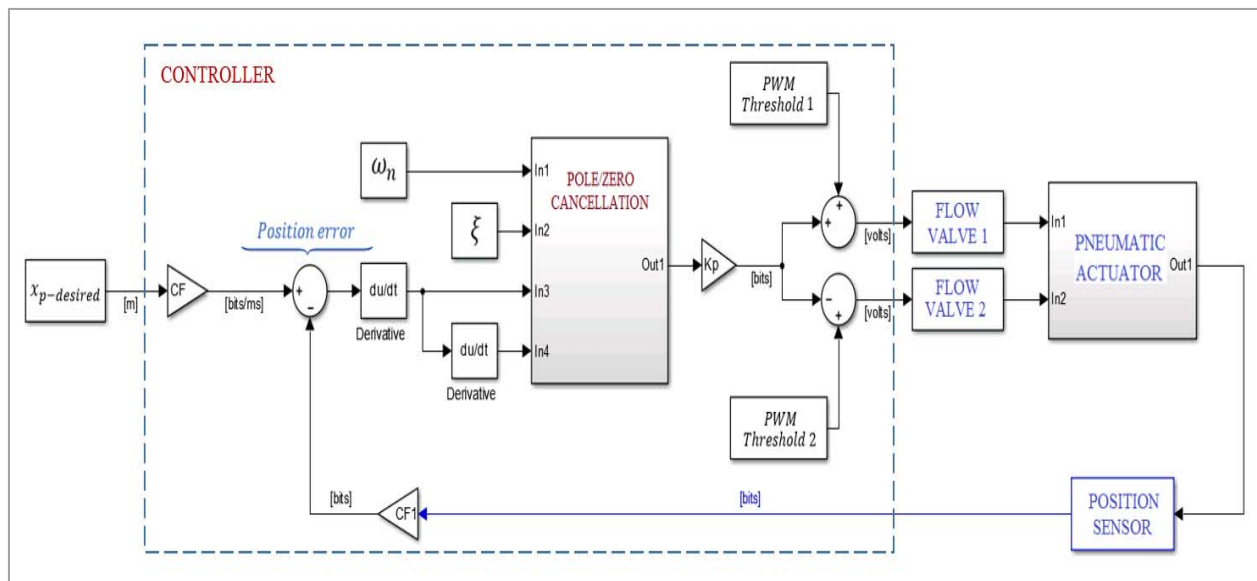 CONTROLLER
PWM
Threshold 1
ωn
In1
POLE/ZERO
CANCELLATION
ξ
In2
Position error
Out1
Kp
[bits]
+
+
[volts]
FLOW
VALVE 1
In1
PNEUMATIC
ACTUATOR
Out1
xp-desired
[m]
CF
[bits/ms]
+
−
du/dt
Derivative
In3
du/dt
Derivative
In4
−
+
[volts]
FLOW
VALVE 2
In2
PWM
Threshold 2
[bits]
CF1
[bits]
POSITION
SENSOR